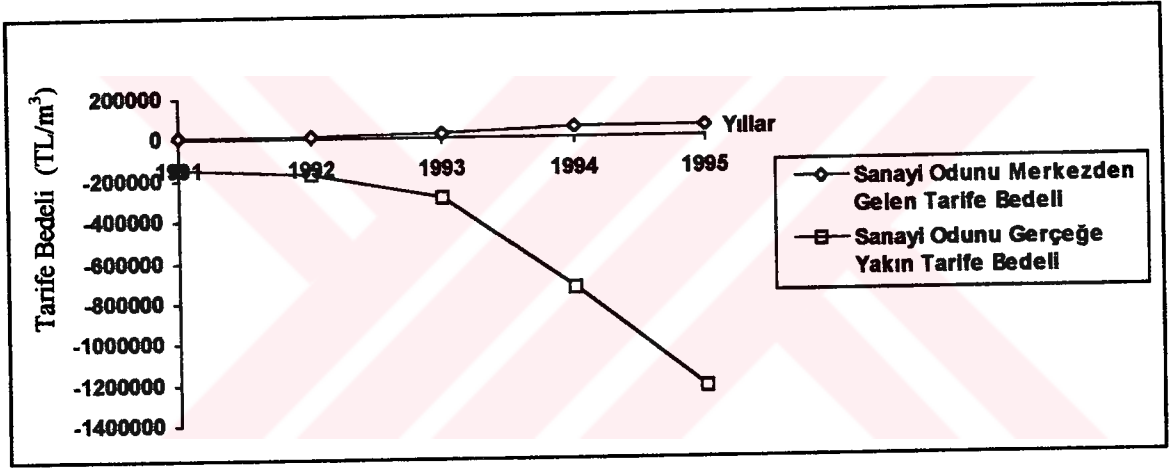 Tarife Bedeli (TL/m³)
200000
0
-200000
-400000
-600000
-800000
-1000000
-1200000
-1400000
1991
1992
1993
1994
1995
Yıllar
Sanayi Odunu Merkezden
Gelen Tarife Bedeli
Sanayi Odunu Gerçeğe
Yakın Tarife Bedeli